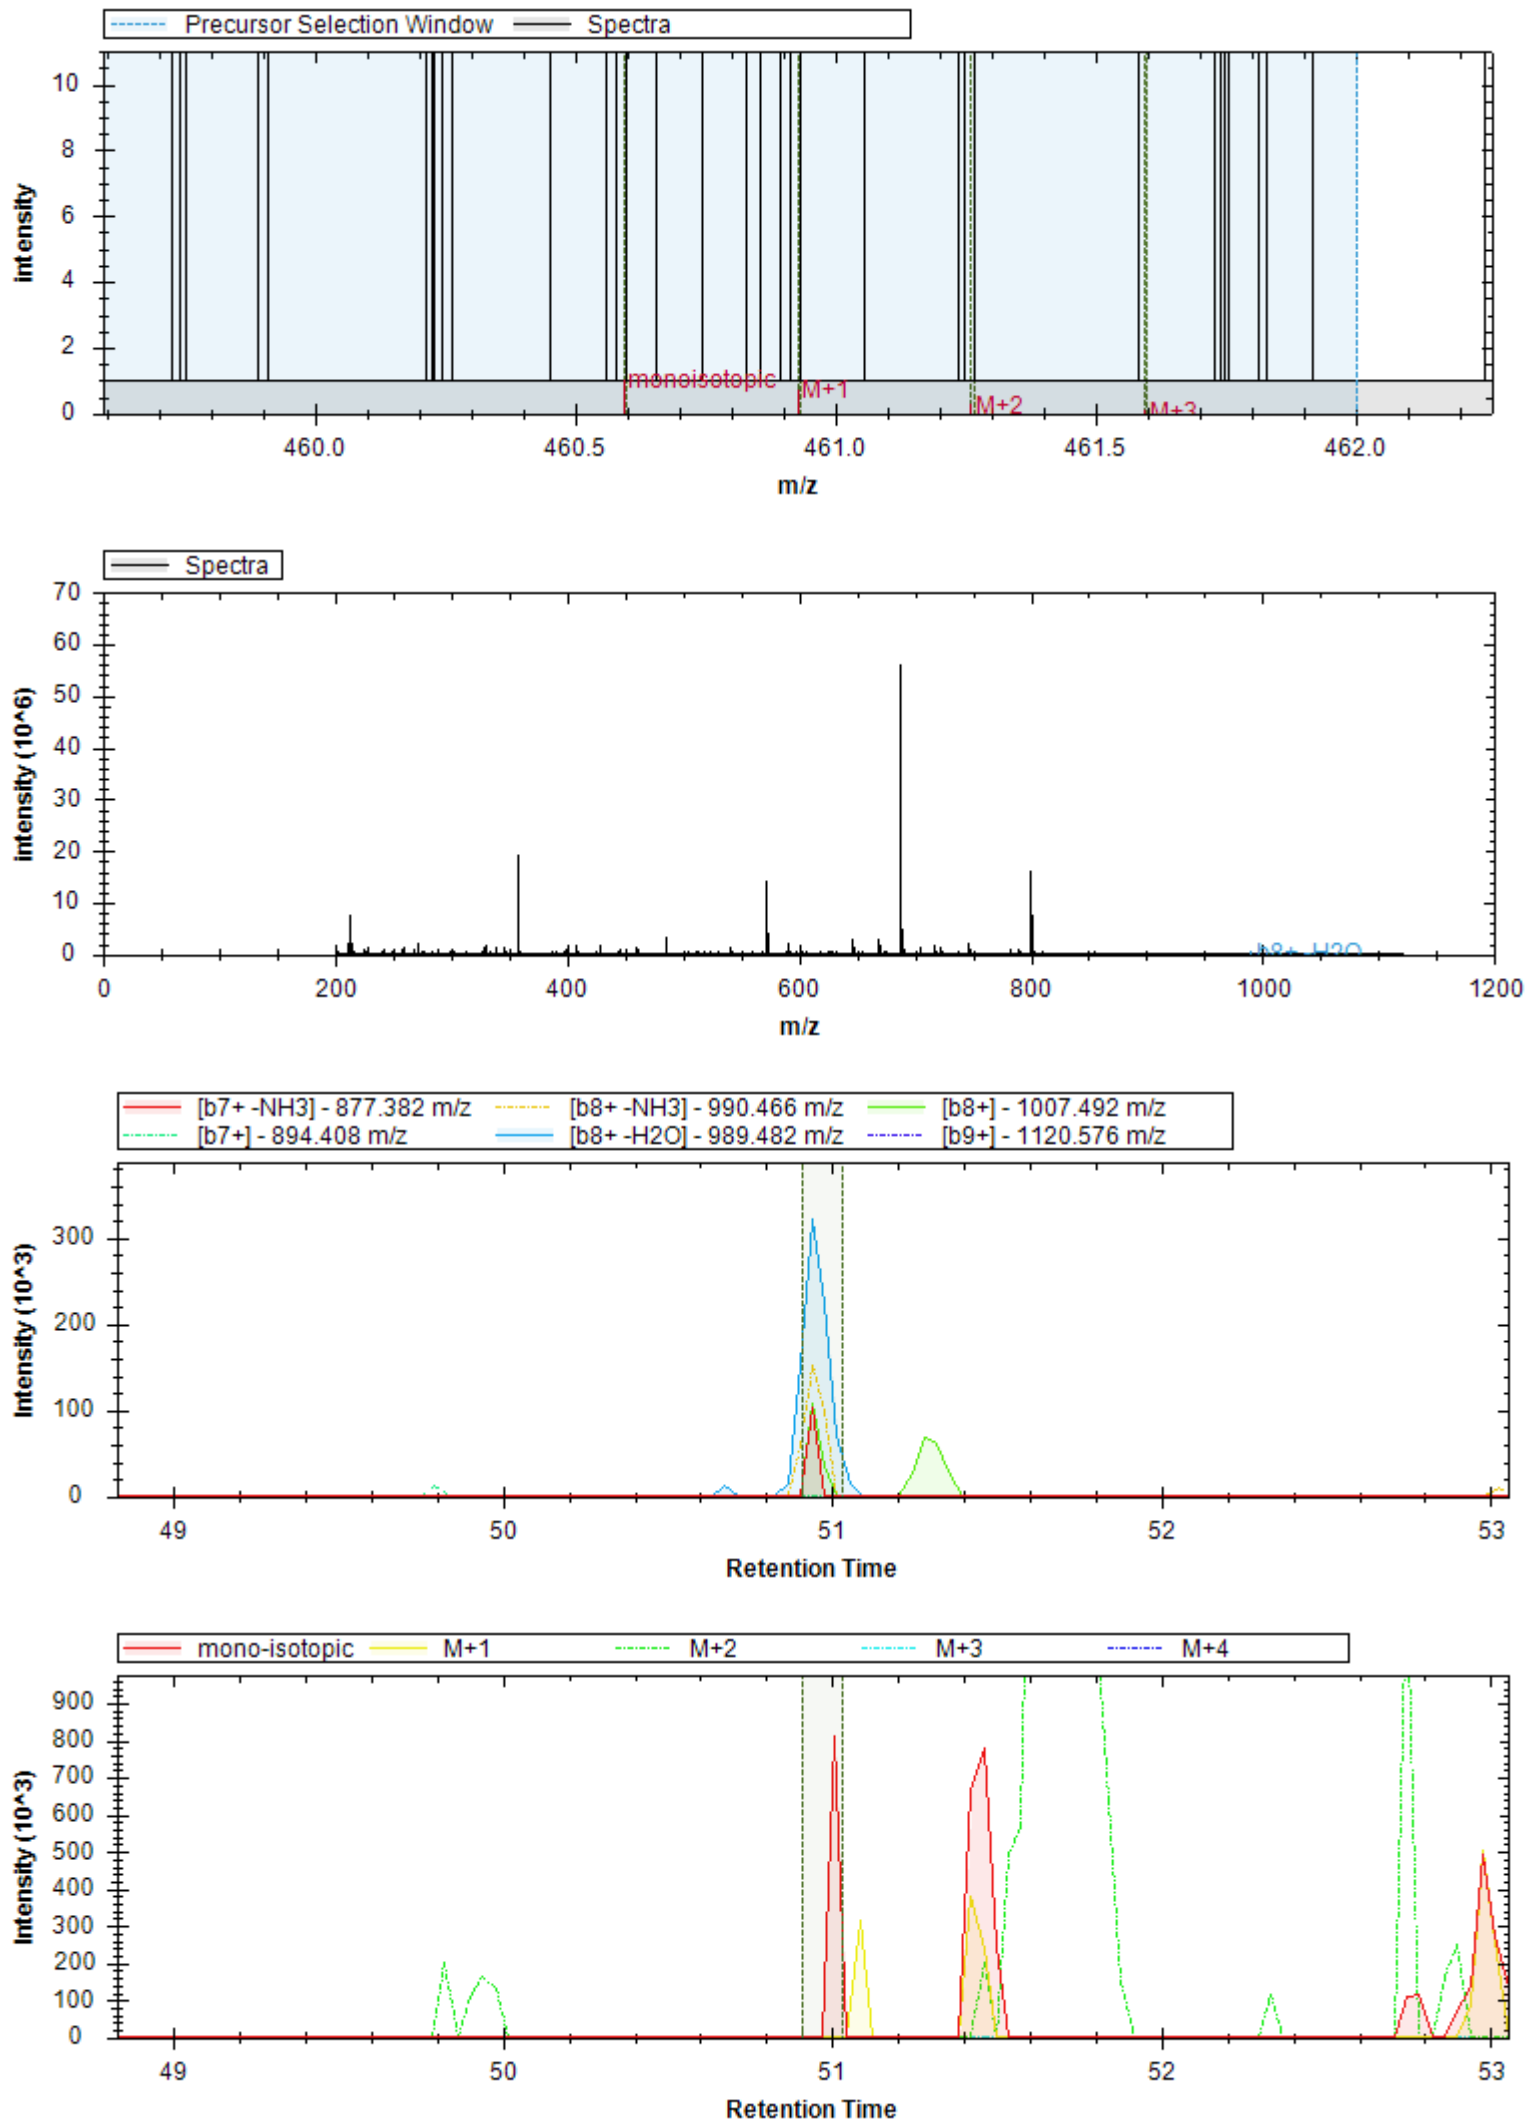 Precursor Selection Window Spectra
intensity
10
8
6
4
2
0
monoisotopic
M+1
M+2
M+3
460.0 460.5 461.0 461.5 462.0
m/z
Spectra
intensity (10^6)
70
60
50
40
30
20
10
0
b8+ -H2O
0 200 400 600 800 1000 1200
m/z
[b7+ -NH3] - 877.382 m/z [b8+ -NH3] - 990.466 m/z [b8+] - 1007.492 m/z
[b7+] - 894.408 m/z [b8+ -H2O] - 989.482 m/z [b9+] - 1120.576 m/z
Intensity (10^3)
300
200
100
0
49 50 51 52 53
Retention Time
mono-isotopic M+1 M+2 M+3 M+4
Intensity (10^3)
900
800
700
600
500
400
300
200
100
0
49 50 51 52 53
Retention Time